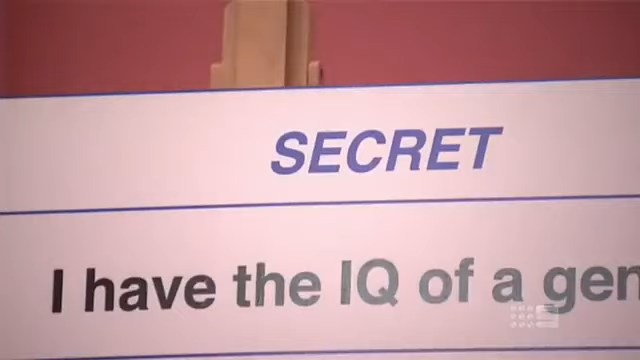 SECRET
I have the IQ of a gen